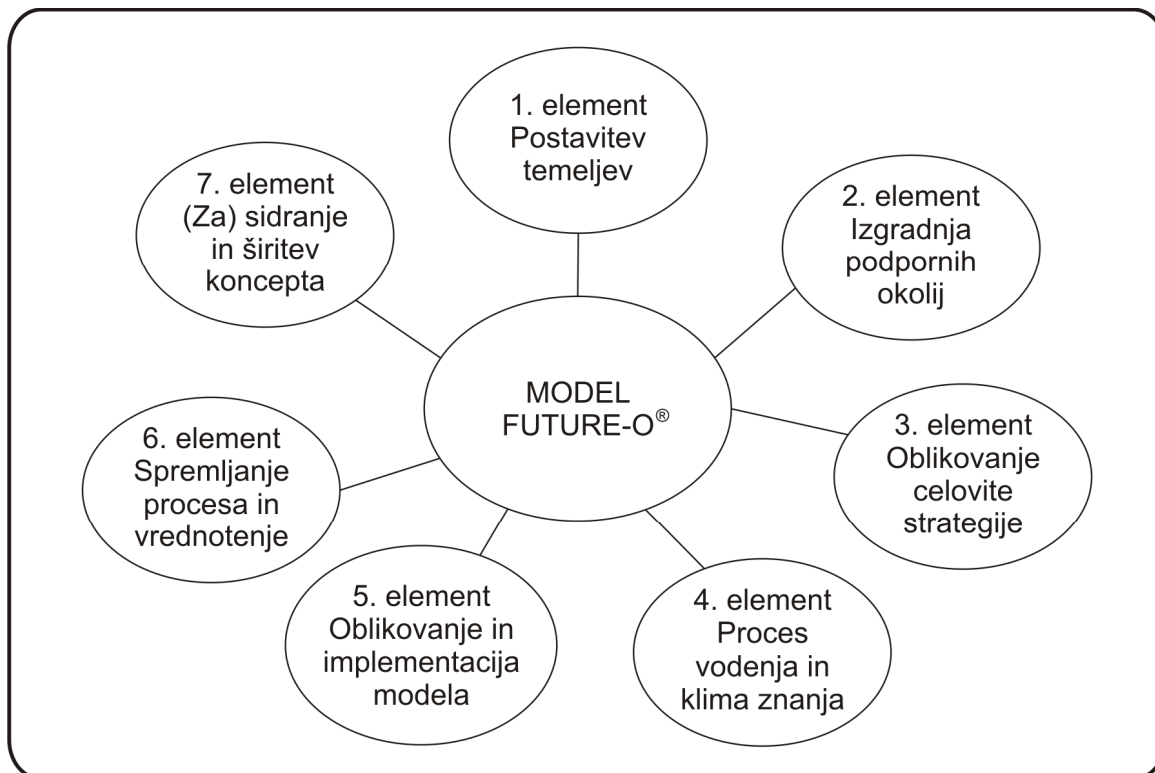 1. element
Postavitev
temeljev
2. element
Izgradnja
podpornih
okolij
3. element
Oblikovanje
celovite
strategije
4. element
Proces
vodenja in
klima znanja
5. element
Oblikovanje in
implementacija
modela
6. element
Spremljanje
procesa in
vrednotenje
7. element
(Za) sidranje
in širitev
koncepta
MODEL
FUTURE-O®